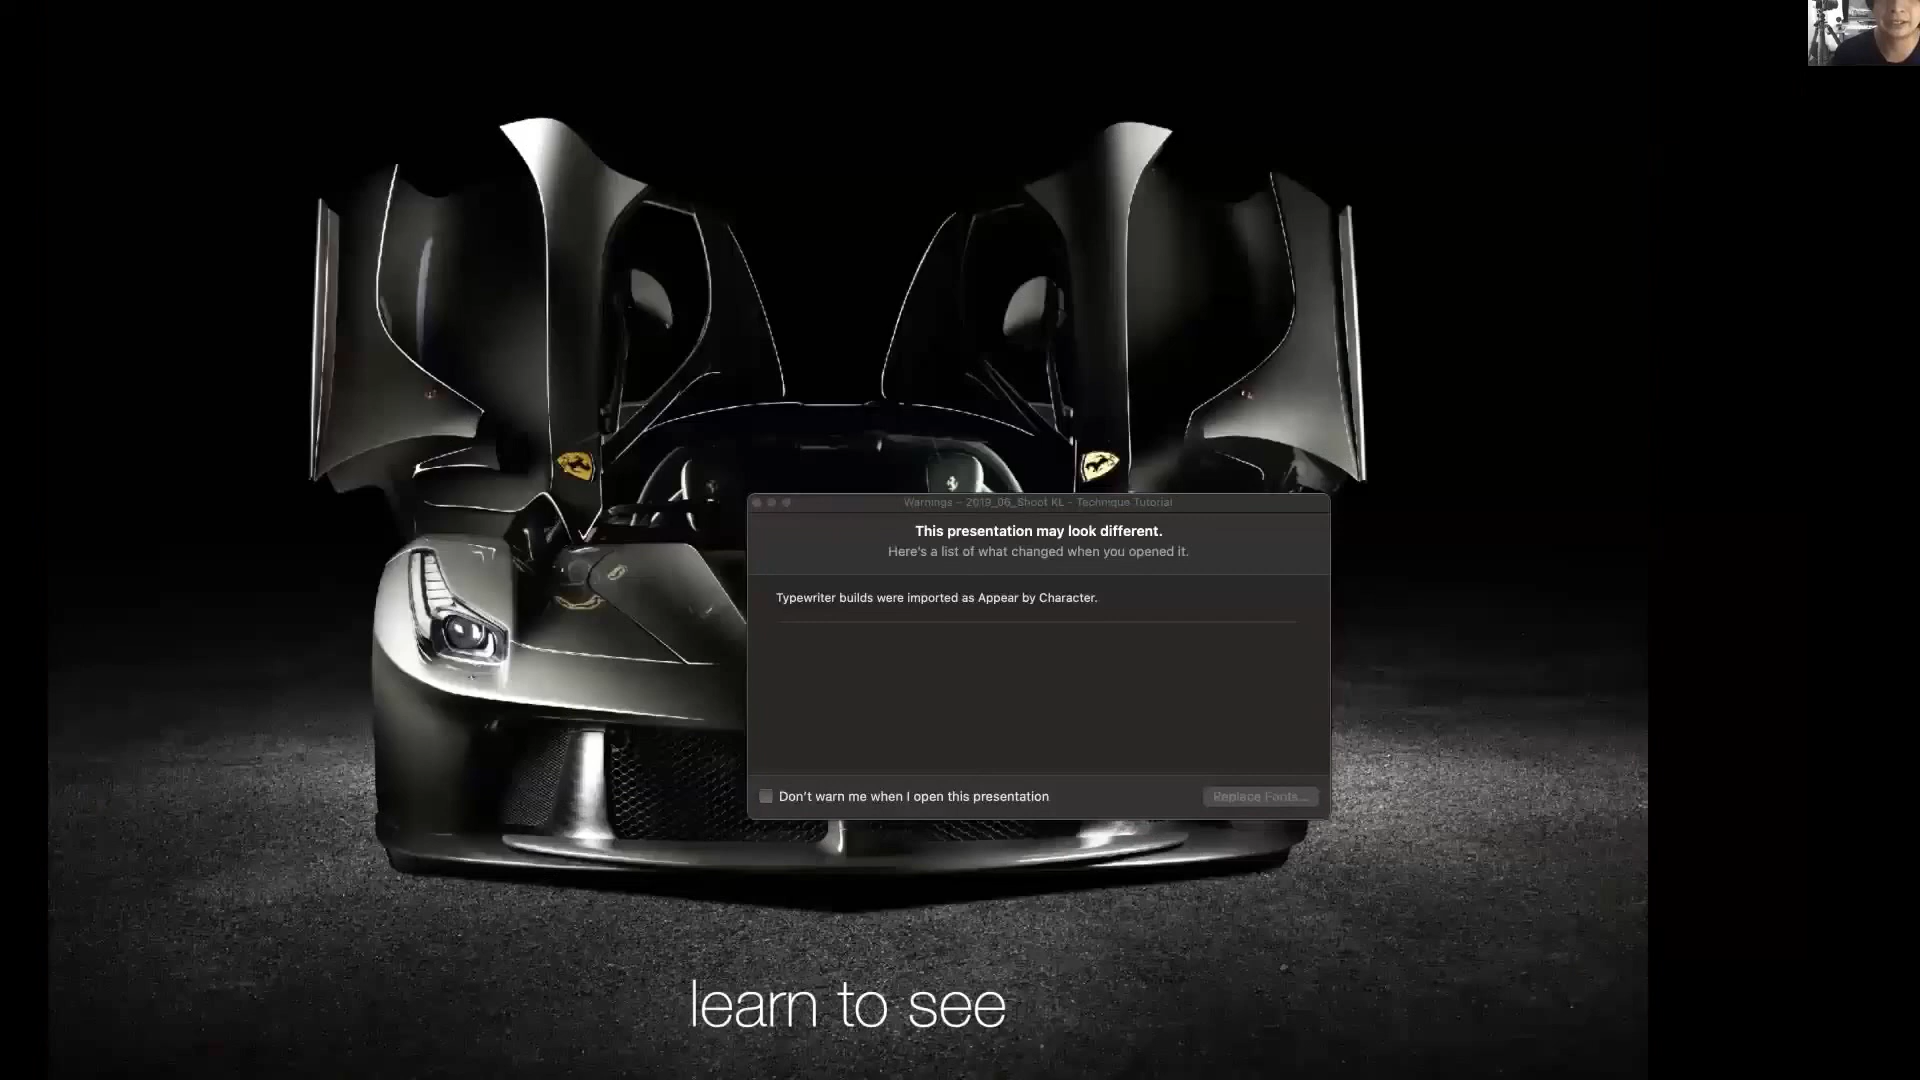 Warnings – 2019_06_Shoot KL - Technique Tutorial
This presentation may look different.
Here's a list of what changed when you opened it.
Typewriter builds were imported as Appear by Character.
Don't warn me when I open this presentation
Replace Fonts...
learn to see